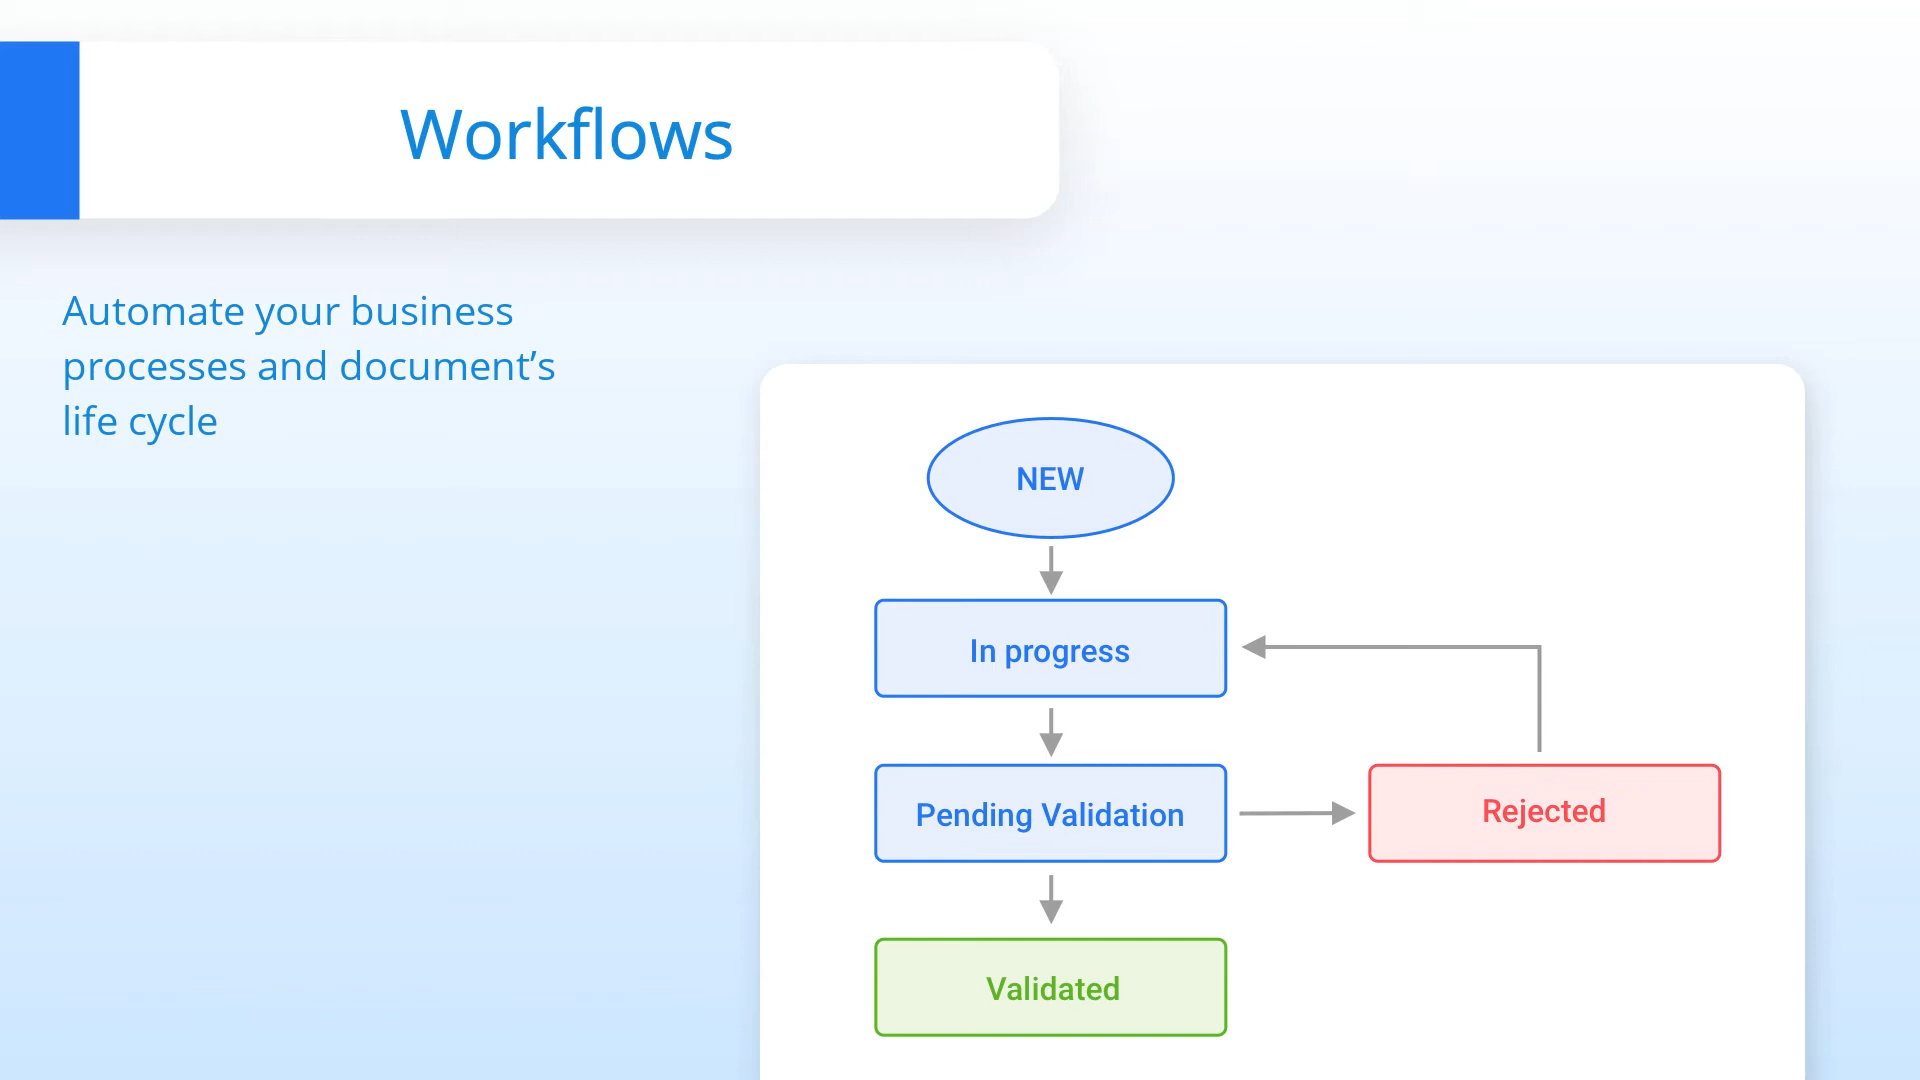 Workflows
Automate your business
processes and document’s
life cycle
NEW
In progress
Pending Validation
Rejected
Validated